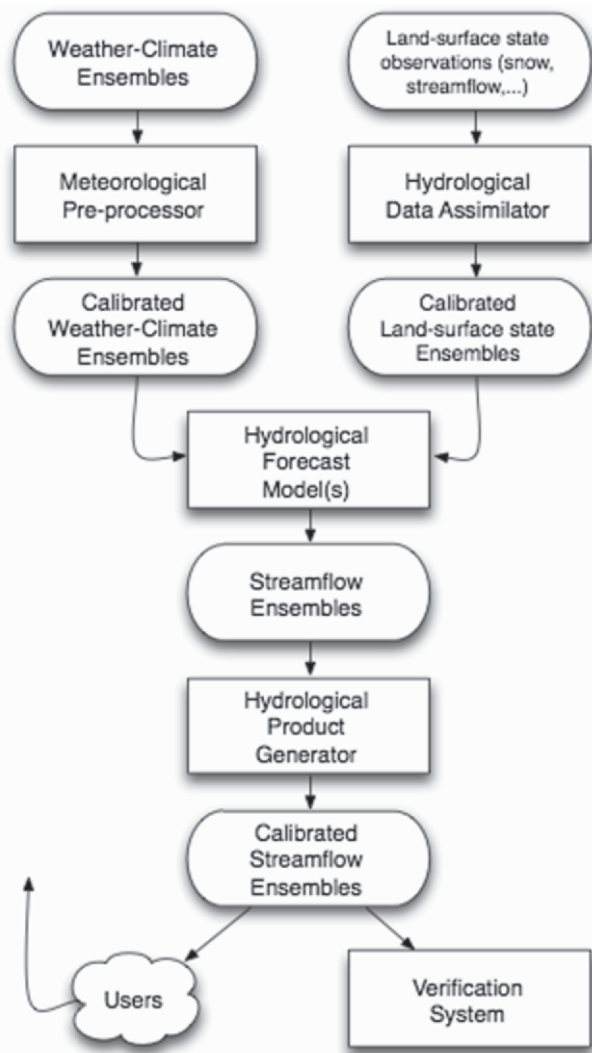 Weather-Climate
Ensembles
Land-surface state
observations (snow,
streamflow,...)
Meteorological
Pre-processor
Hydrological
Data Assimilator
Calibrated
Weather-Climate
Ensembles
Calibrated
Land-surface state
Ensembles
Hydrological
Forecast
Model(s)
Streamflow
Ensembles
Hydrological
Product
Generator
Calibrated
Streamflow
Ensembles
Users
Verification
System